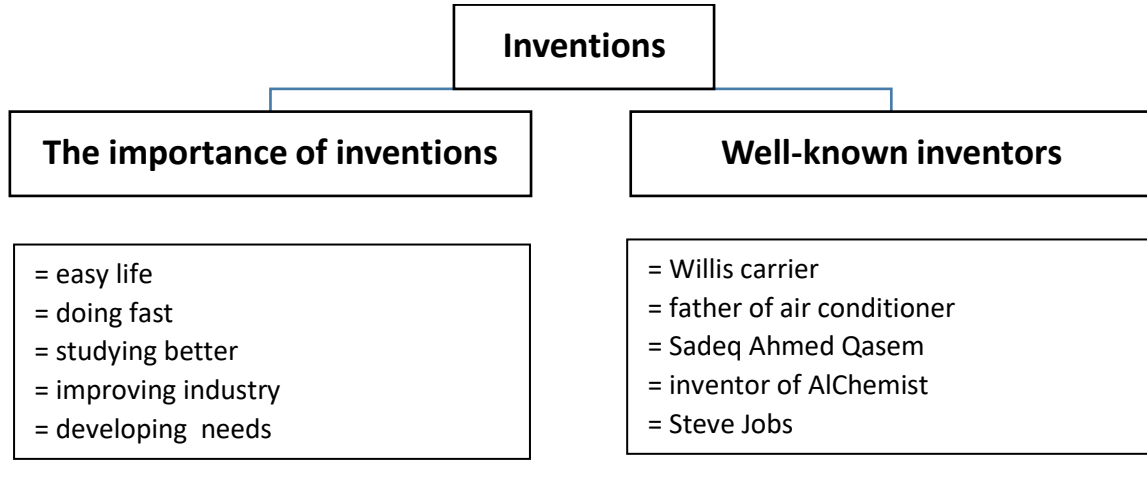 Inventions
The importance of inventions
Well-known inventors
= easy life
= doing fast
= studying better
= improving industry
= developing needs
= Willis carrier
= father of air conditioner
= Sadeq Ahmed Qasem
= inventor of AlChemist
= Steve Jobs